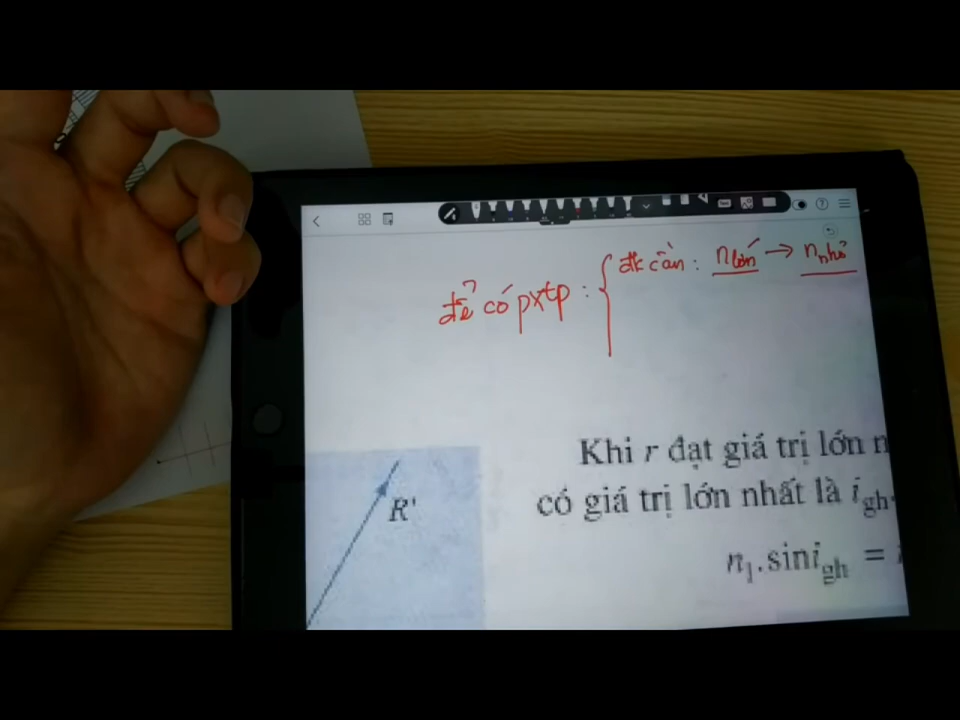 đk cần : n lớn → n nhỏ
để có pxtp :
R'
Khi r đạt giá trị lớn n
có giá trị lớn nhất là igh.
n1.sinigh =